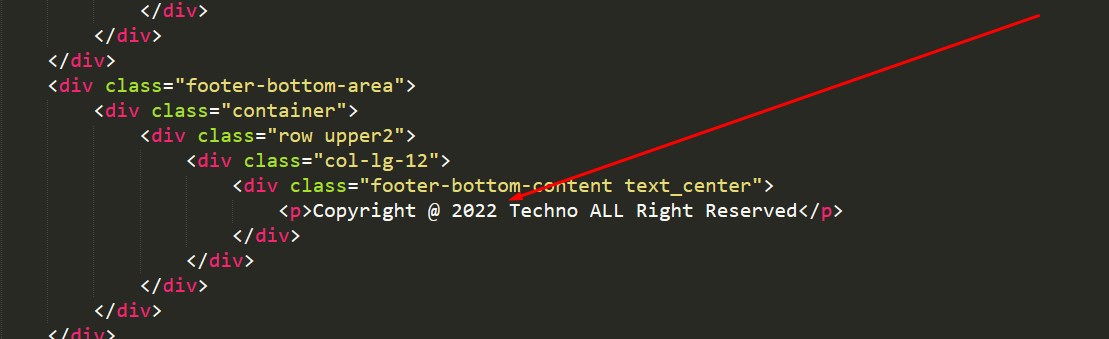 </div>
</div>
</div>
<div class="footer-bottom-area">
<div class="container">
<div class="row upper2">
<div class="col-lg-12">
<div class="footer-bottom-content text_center">
<p>Copyright @ 2022 Techno ALL Right Reserved</p>
</div>
</div>
</div>
</div>
</div>